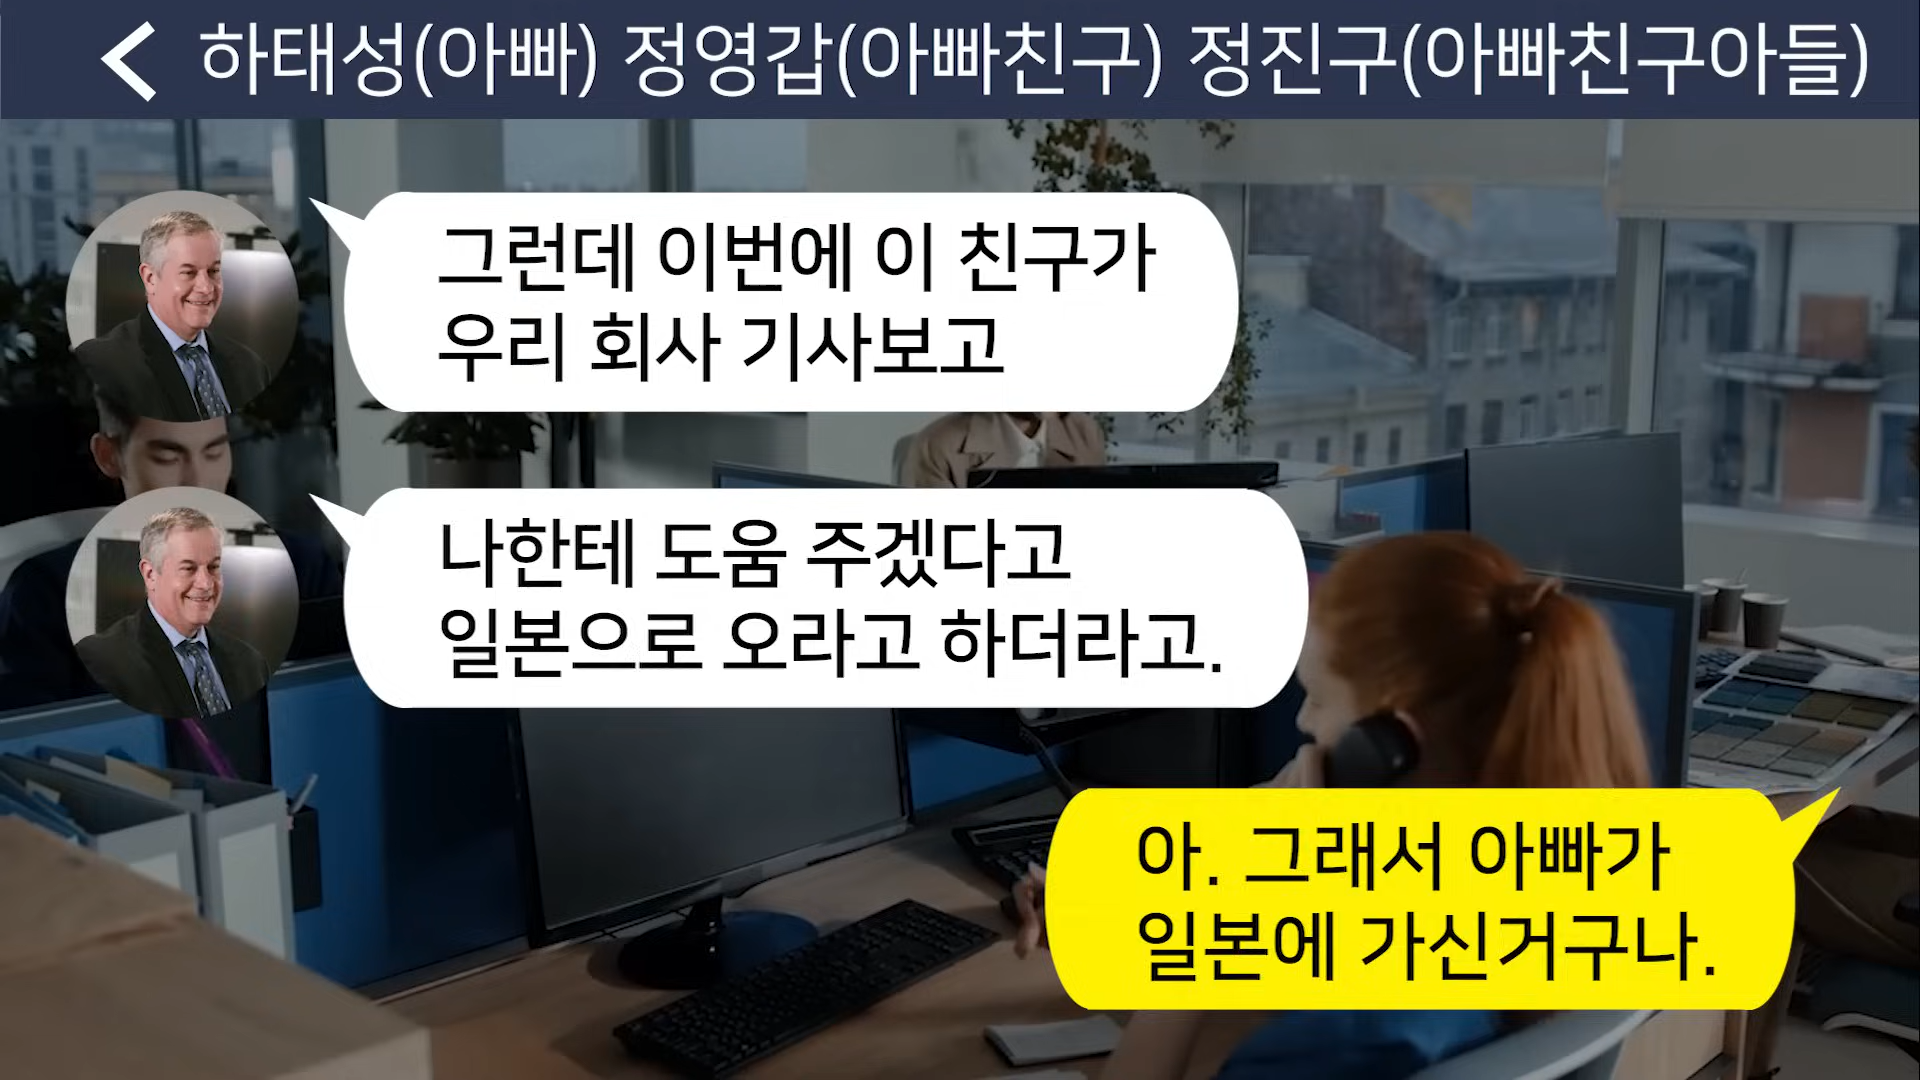 하태성(아빠) 정영갑(아빠친구) 정진구(아빠친구아들)
그런데 이번에 이 친구가
우리 회사 기사보고
나한테 도움 주겠다고
일본으로 오라고 하더라고.
아. 그래서 아빠가
일본에 가신거구나.